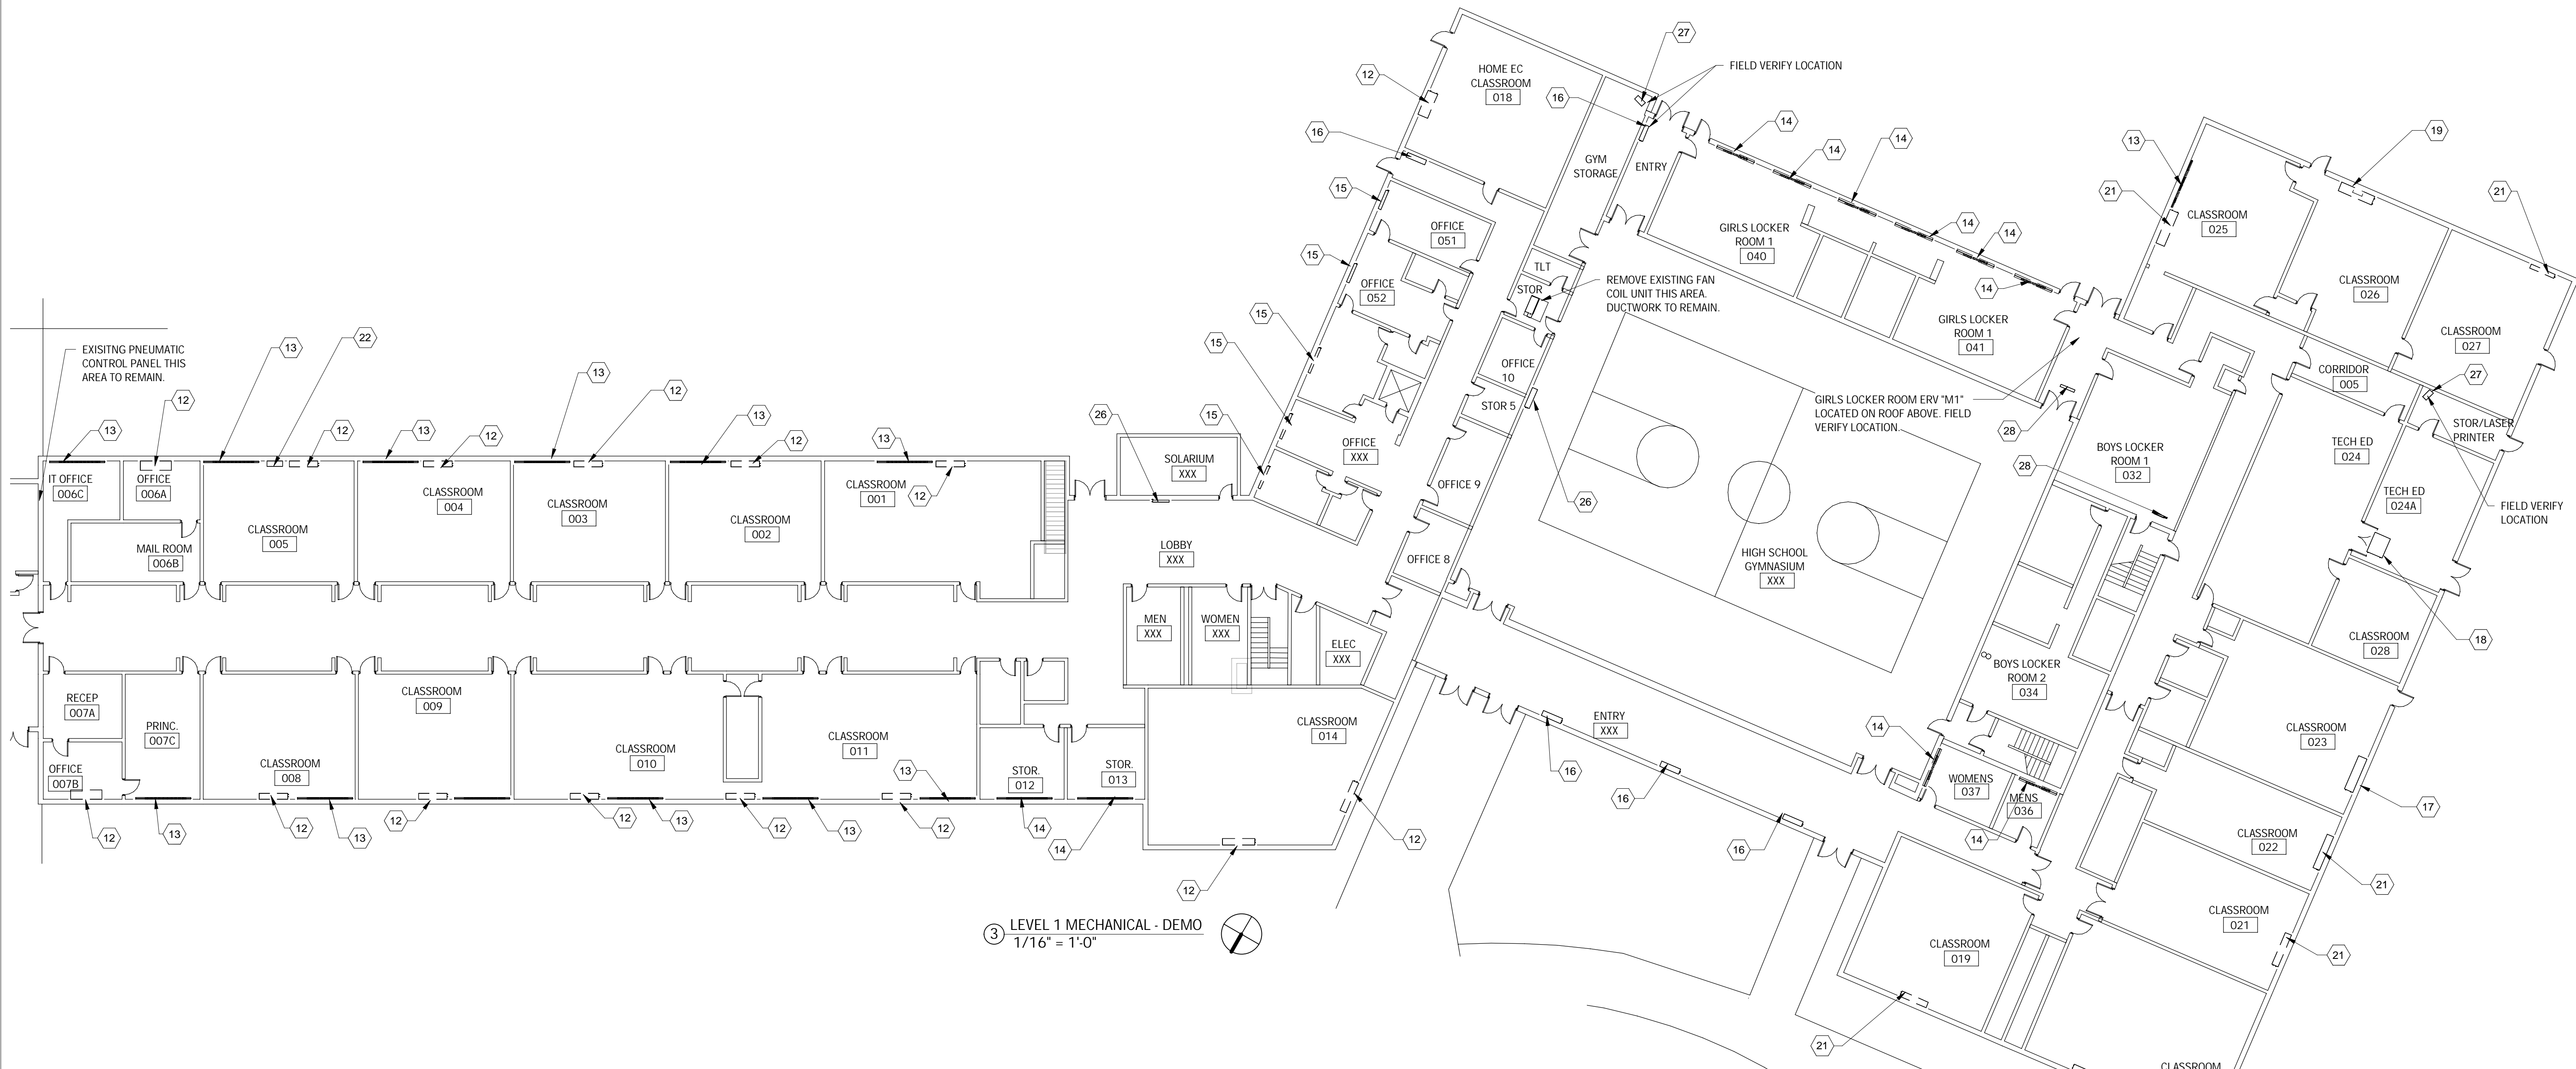 27
FIELD VERIFY LOCATION
HOME EC
CLASSROOM
018
12
16
16
GYM
STORAGE
ENTRY
14
14
14
14
14
14
13
19
21
21
CLASSROOM
025
CLASSROOM
026
CLASSROOM
027
15
15
15
15
15
OFFICE
051
OFFICE
052
TLT
STOR
REMOVE EXISTING FAN
COIL UNIT THIS AREA.
DUCTWORK TO REMAIN.
GIRLS LOCKER
ROOM 1
040
GIRLS LOCKER
ROOM 1
041
GIRLS LOCKER ROOM ERV "M1"
LOCATED ON ROOF ABOVE. FIELD
VERIFY LOCATION.
28
28
CORRIDOR
005
27
STOR/LASER
PRINTER
TECH ED
024
TECH ED
024A
FIELD VERIFY
LOCATION
18
BOYS LOCKER
ROOM 1
032
EXISITNG PNEUMATIC
CONTROL PANEL THIS
AREA TO REMAIN.
13
22
12
13
12
13
12
13
12
13
12
13
12
IT OFFICE
006C
OFFICE
006A
MAIL ROOM
006B
CLASSROOM
005
CLASSROOM
004
CLASSROOM
003
CLASSROOM
002
CLASSROOM
001
26
SOLARIUM
XXX
LOBBY
XXX
OFFICE
XXX
OFFICE
10
STOR 5
26
OFFICE 9
OFFICE 8
HIGH SCHOOL
GYMNASIUM
XXX
MEN
XXX
WOMEN
XXX
ELEC
XXX
BOYS LOCKER
ROOM 2
034
CLASSROOM
028
RECEP
007A
PRINC.
007C
OFFICE
007B
CLASSROOM
008
CLASSROOM
009
CLASSROOM
010
CLASSROOM
011
STOR.
012
STOR.
013
CLASSROOM
014
ENTRY
XXX
14
WOMENS
037
MENS
036
14
CLASSROOM
023
17
CLASSROOM
022
21
CLASSROOM
021
21
CLASSROOM
019
21
12
13
12
13
12
12
13
12
13
13
12
14
14
12
12
16
16
16
3
LEVEL 1 MECHANICAL - DEMO
1/16" = 1'-0"
CLASSROOM